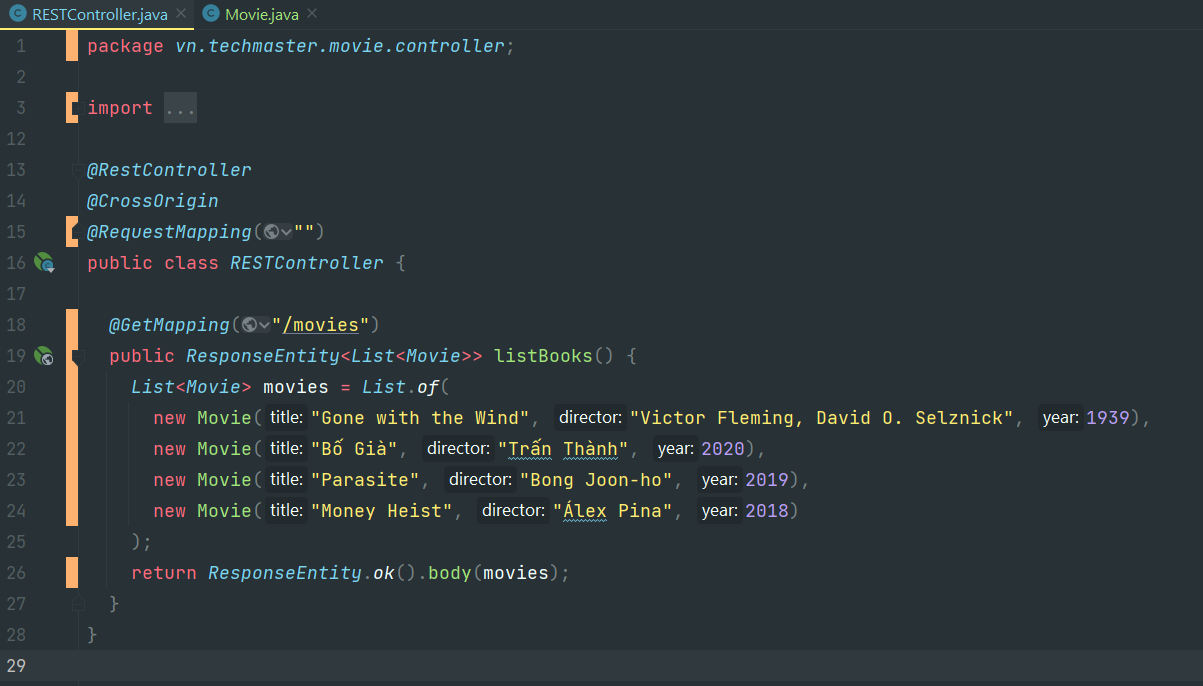 RESTController.java Movie.java
1 package vn.techmaster.movie.controller;
2
3 import ...
12
13 @RestController
14 @CrossOrigin
15 @RequestMapping("")
16 public class RESTController {
17
18 @GetMapping("/movies")
19 public ResponseEntity<List<Movie>> listBooks() {
20 List<Movie> movies = List.of(
21 new Movie( title: "Gone with the Wind", director: "Victor Fleming, David O. Selznick", year: 1939),
22 new Movie( title: "Bố Già", director: "Trấn Thành", year: 2020),
23 new Movie( title: "Parasite", director: "Bong Joon-ho", year: 2019),
24 new Movie( title: "Money Heist", director: "Álex Pina", year: 2018)
25 );
26 return ResponseEntity.ok().body(movies);
27 }
28 }
29